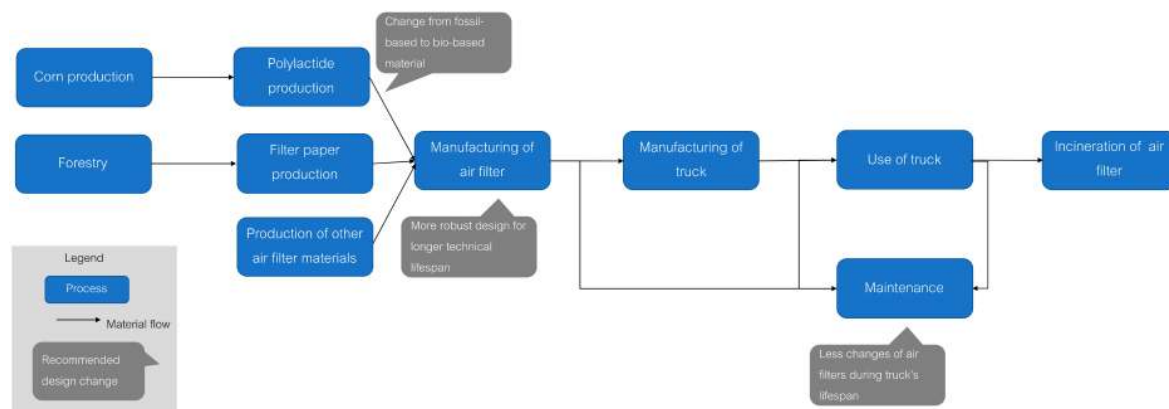 Change from fossil-
based to bio-based
material
Corn production
Polylactide
production
Forestry
Filter paper
production
Manufacturing of
air filter
Manufacturing of
truck
Use of truck
Incineration of air
filter
Production of other
air filter materials
More robust design for
longer technical
lifespan
Maintenance
Less changes of air
filters during truck's
lifespan
Legend
Process
Material flow
Recommended
design change